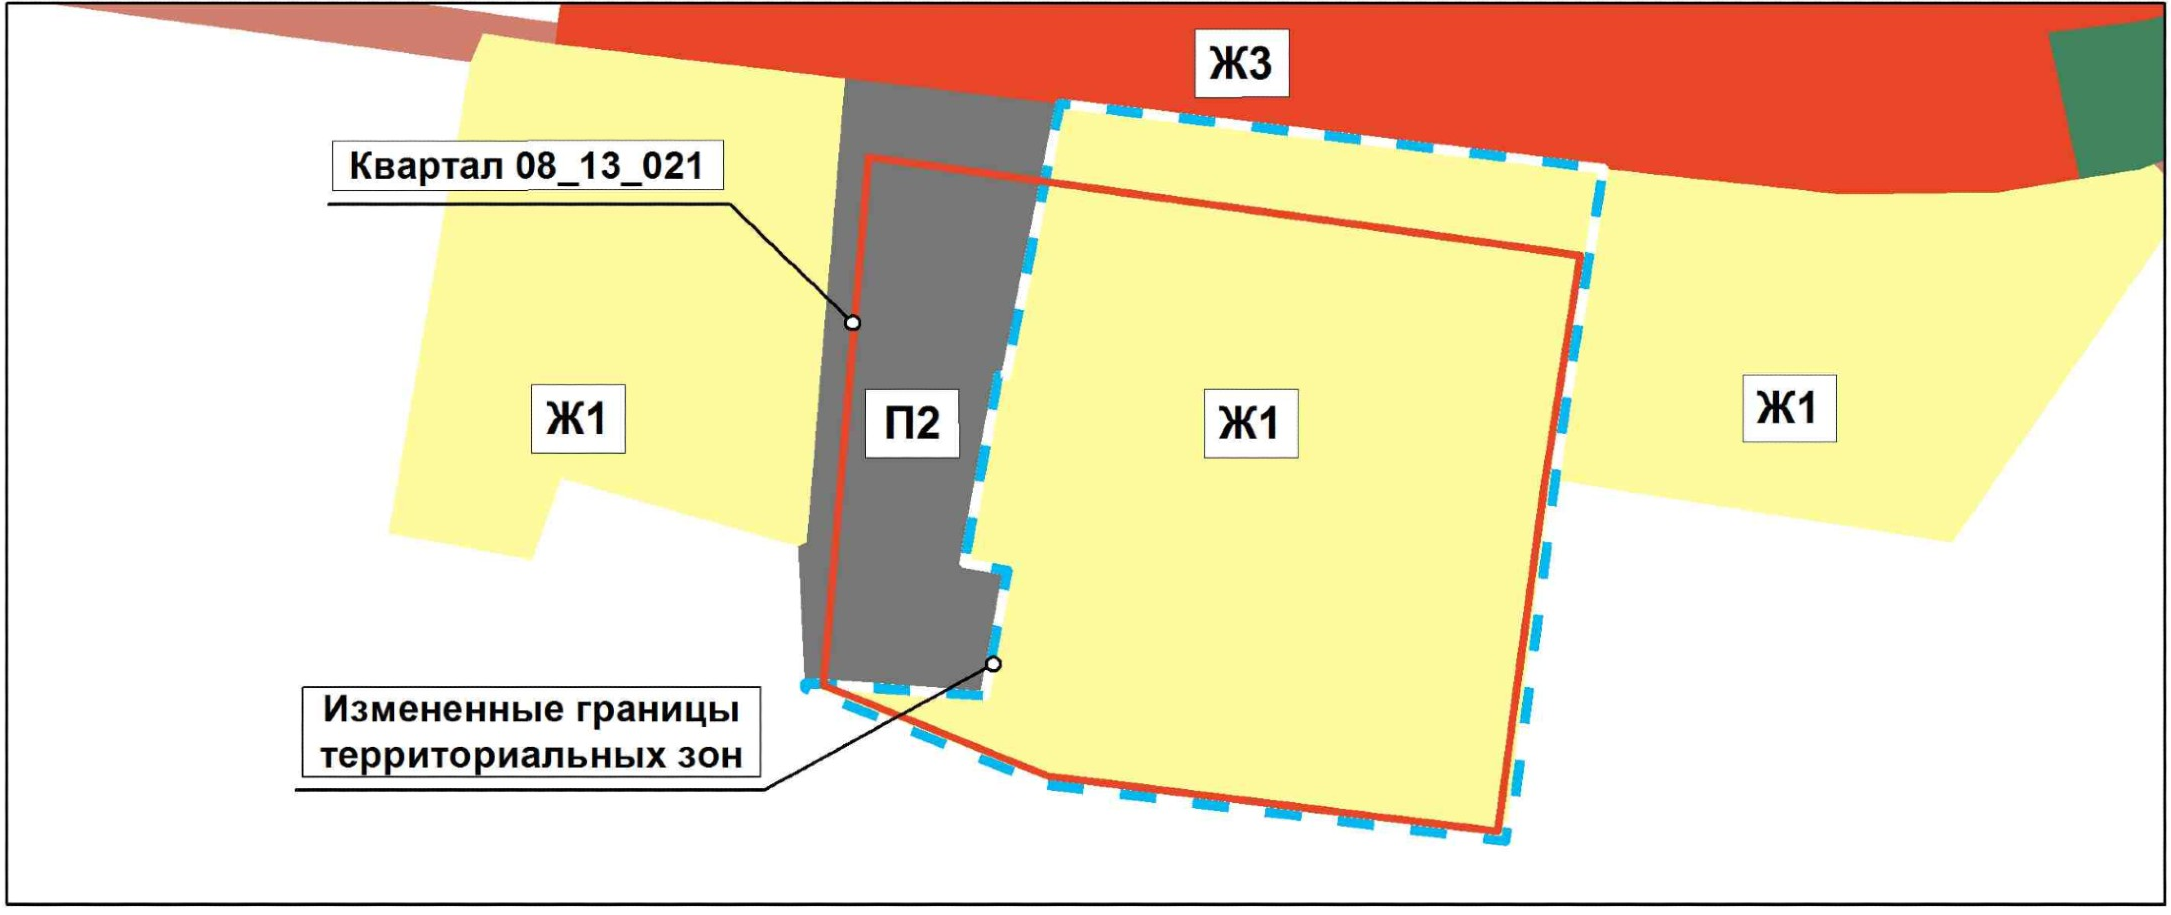 Ж3
Квартал 08_13_021
Ж1
П2
Ж1
Ж1
Измененные границы
территориальных зон